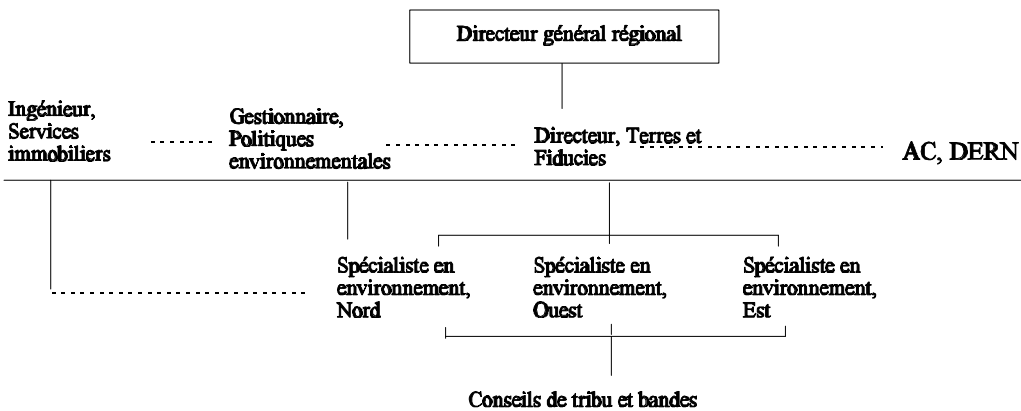 Directeur général régional
Ingénieur,
Services
immobiliers
Gestionnaire,
Politiques
environnementales
Directeur, Terres et
Fiducies
AC, DERN
Spécialiste en
environnement,
Nord
Spécialiste en
environnement,
Ouest
Spécialiste en
environnement,
Est
Conseils de tribu et bandes